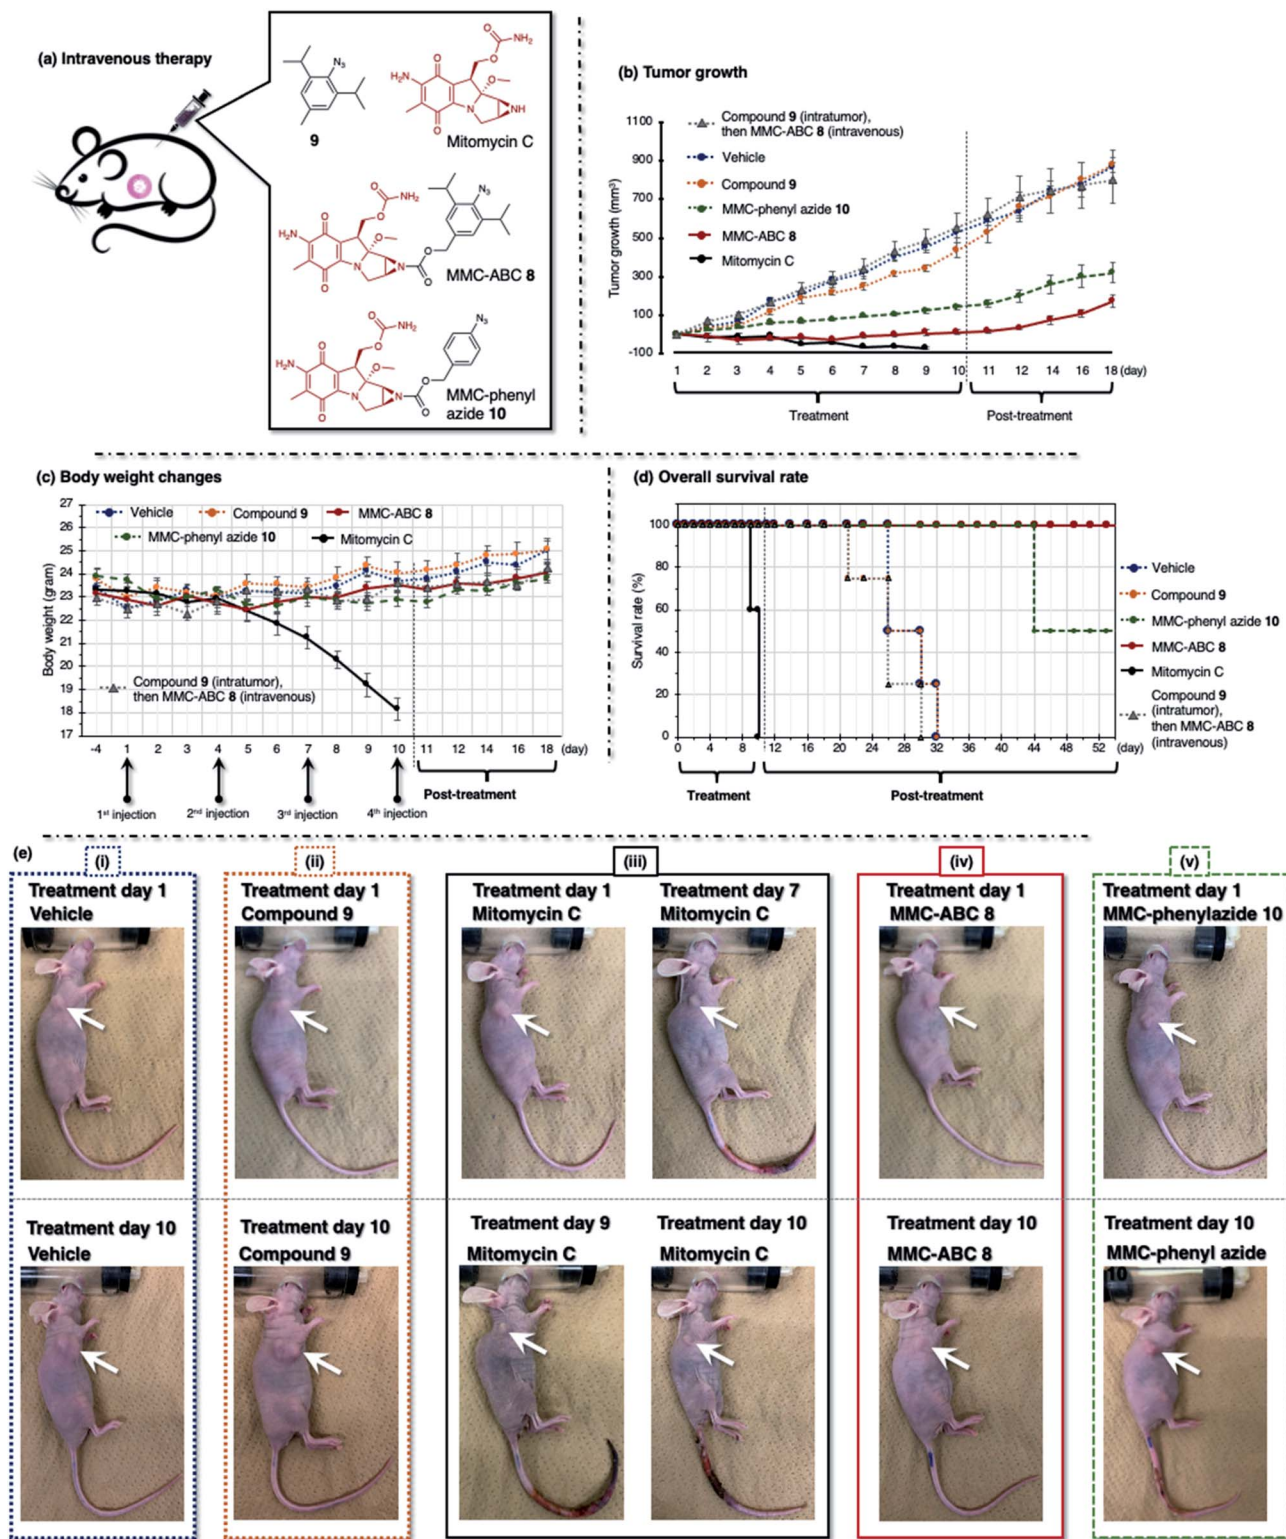 (a) Intravenous therapy
N₃
9
O
NH₂
O
O
H₂N
O
N
NH
O
Mitomycin C
O
NH₂
O
N₃
O
H₂N
O
N
N
O
O
O
MMC-ABC 8
O
NH₂
O
N₃
O
H₂N
O
N
N
O
O
O
MMC-phenyl
azide 10
(b) Tumor growth
Compound 9 (intratumor),
then MMC-ABC 8 (intravenous)
Vehicle
Compound 9
MMC-phenyl azide 10
MMC-ABC 8
Mitomycin C
Tumor growth (mm³)
1100
900
700
500
300
100
-100
1 2 3 4 5 6 7 8 9 10 11 12 14 16 18 (day)
Treatment
Post-treatment
(c) Body weight changes
Vehicle
Compound 9
MMC-ABC 8
MMC-phenyl azide 10
Mitomycin C
Compound 9 (intratumor),
then MMC-ABC 8 (intravenous)
Body weight (gram)
27
26
25
24
23
22
21
20
19
18
17
-4 1 2 3 4 5 6 7 8 9 10 11 12 14 16 18 (day)
Post-treatment
1st injection
2nd injection
3rd injection
4th injection
(d) Overall survival rate
Survival rate (%)
100
80
60
40
20
0
0 4 8 12 16 20 24 28 32 36 40 44 48 52 (day)
Treatment
Post-treatment
Vehicle
Compound 9
MMC-phenyl azide 10
MMC-ABC 8
Mitomycin C
Compound 9
(intratumor),
then MMC-ABC 8
(intravenous)
(e)
(i)
(ii)
(iii)
(iv)
(v)
Treatment day 1
Vehicle
Treatment day 1
Compound 9
Treatment day 1
Mitomycin C
Treatment day 7
Mitomycin C
Treatment day 1
MMC-ABC 8
Treatment day 1
MMC-phenylazide 10
Treatment day 10
Vehicle
Treatment day 10
Compound 9
Treatment day 9
Mitomycin C
Treatment day 10
Mitomycin C
Treatment day 10
MMC-ABC 8
Treatment day 10
MMC-phenyl azide
10